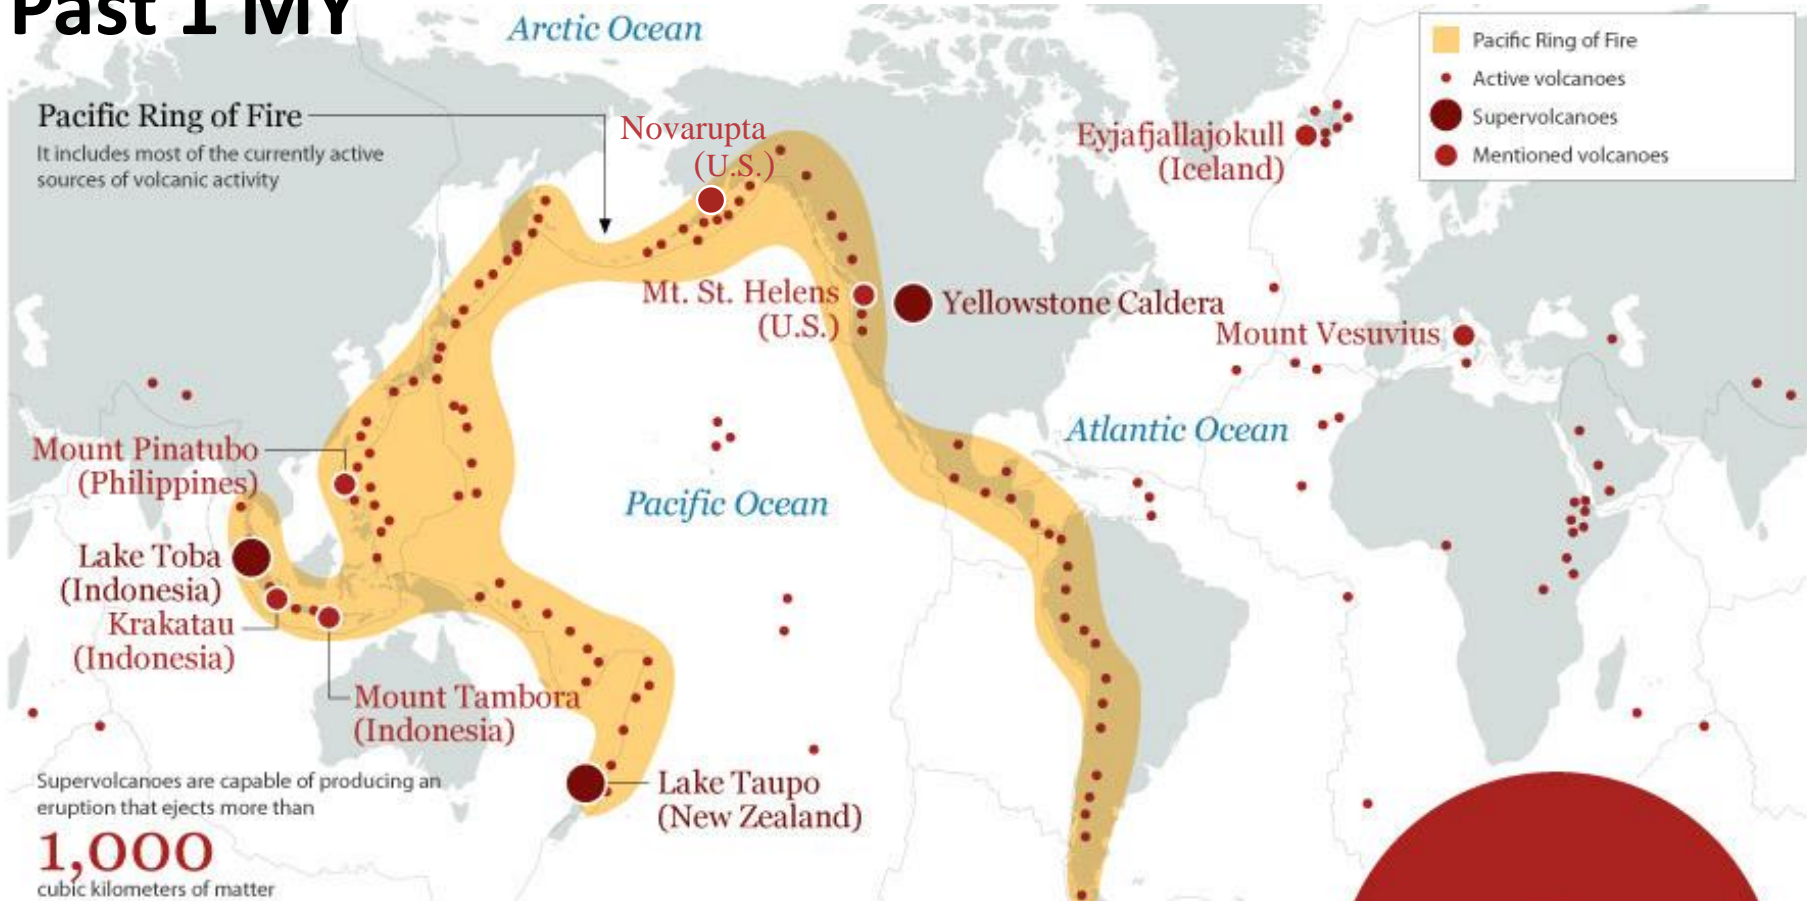 Past 1 MY
Arctic Ocean
Pacific Ring of Fire
It includes most of the currently active
sources of volcanic activity
Novarupta
(U.S.)
Eyjafjallajokull
(Iceland)
Pacific Ring of Fire
Active volcanoes
Supervolcanoes
Mentioned volcanoes
Mt. St. Helens
(U.S.)
Yellowstone Caldera
Mount Vesuvius
Atlantic Ocean
Mount Pinatubo
(Philippines)
Pacific Ocean
Lake Toba
(Indonesia)
Krakatau
(Indonesia)
Mount Tambora
(Indonesia)
Lake Taupo
(New Zealand)
Supervolcanoes are capable of producing an
eruption that ejects more than
1,000
cubic kilometers of matter